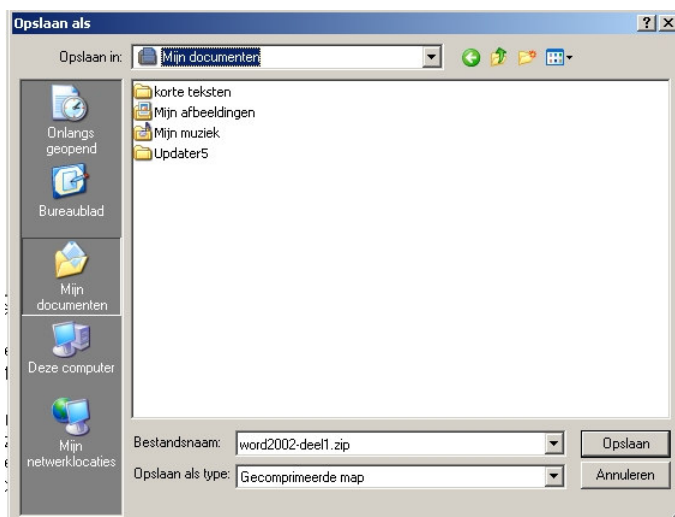 Opslaan als
Opslaan in:
Mijn documenten
Onlangs
geopend
Bureaublad
Mijn
documenten
Deze computer
Mijn
netwerklocaties
korte teksten
Mijn afbeeldingen
Mijn muziek
Updater5
Bestandsnaam:
word2002-deel1.zip
Opslaan
Opslaan als type:
Gecomprimeerde map
Annuleren